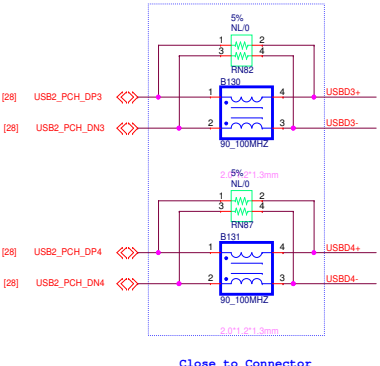 5%
NL/0
1 2
3 4
RN82
B130
[28] USB2_PCH_DP3 1 4 USBD3+
[28] USB2_PCH_DN3 2 3 USBD3-
90_100MHZ
5%
NL/0
1 2
3 4
RN87
B131
[28] USB2_PCH_DP4 1 4 USBD4+
[28] USB2_PCH_DN4 2 3 USBD4-
90_100MHZ
2.0*1.2*1.3mm
Close to Connector